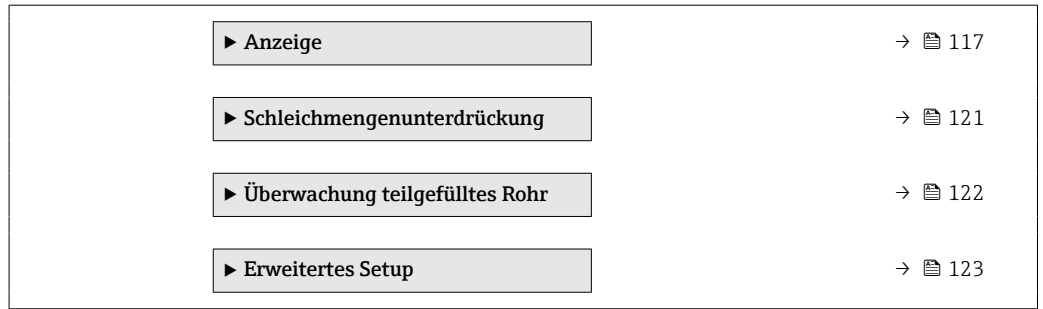 ▶ Anzeige → 117
▶ Schleichmengenunterdrückung → 121
▶ Überwachung teilgefülltes Rohr → 122
▶ Erweitertes Setup → 123